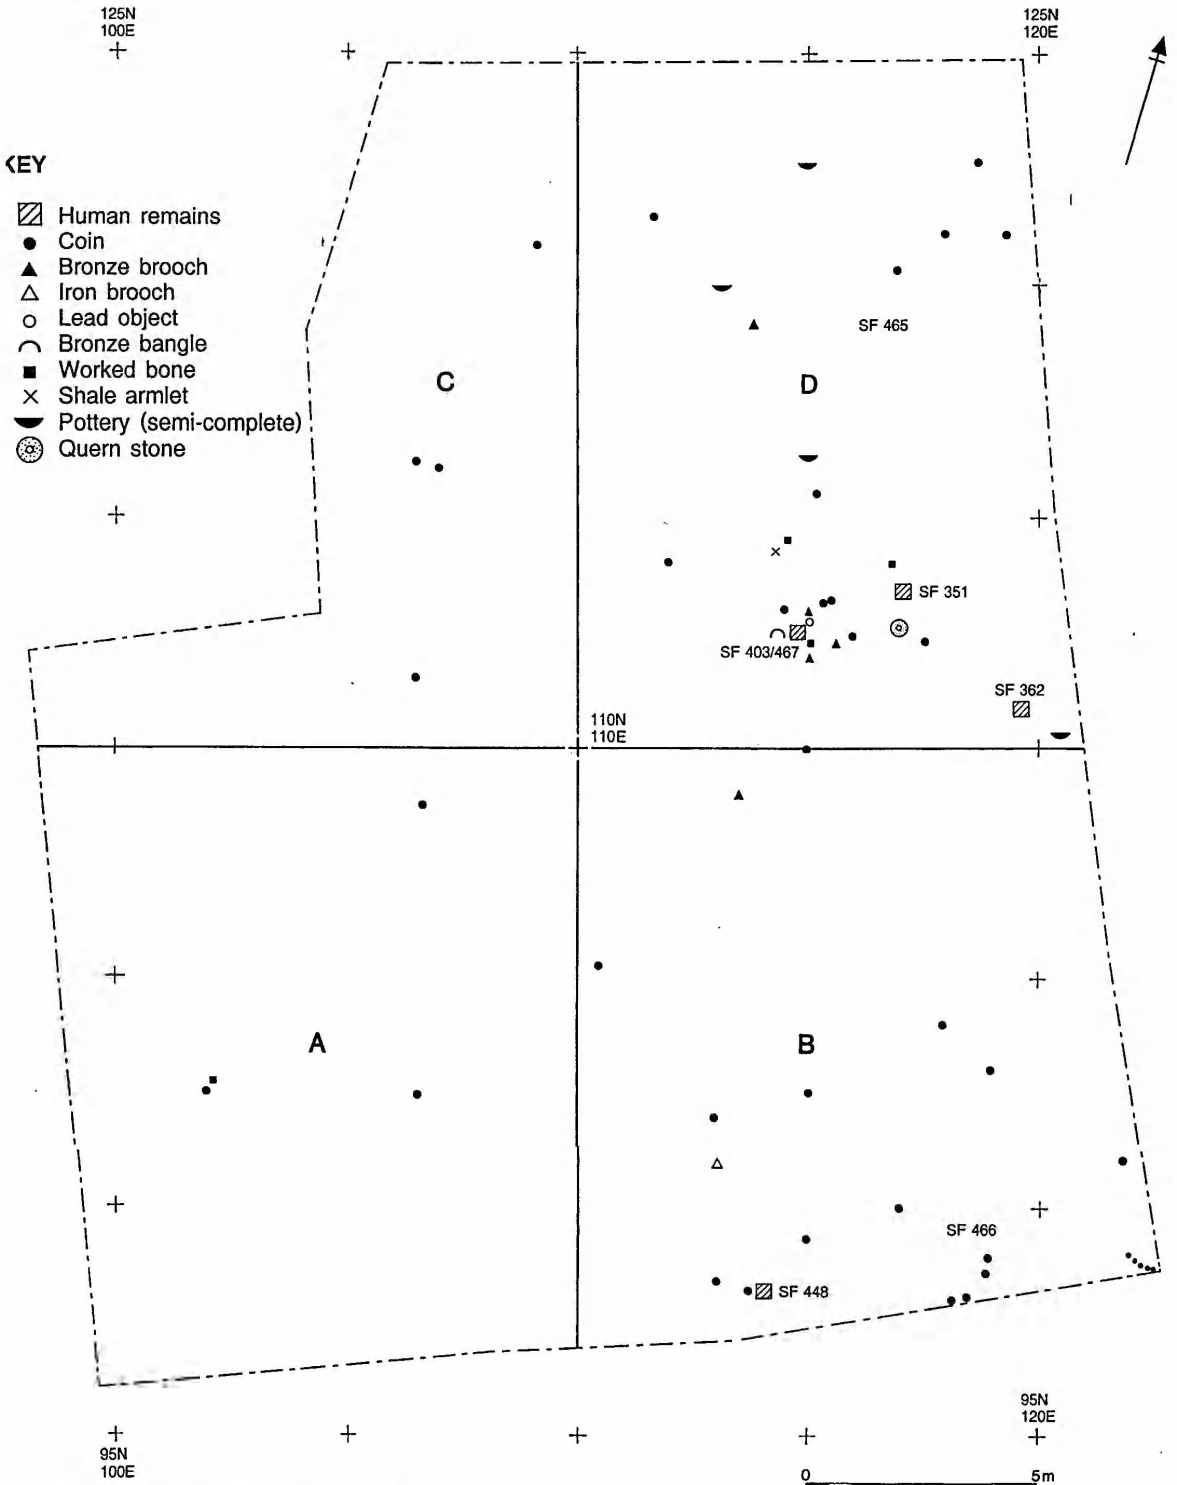 125N
100E
125N
120E
KEY
Human remains
Coin
Bronze brooch
Iron brooch
Lead object
Bronze bangle
Worked bone
Shale armlet
Pottery (semi-complete)
Quern stone
SF 465
C
D
SF 351
SF 403/467
SF 362
110N
110E
A
B
SF 466
SF 448
95N
100E
95N
120E
0 5m